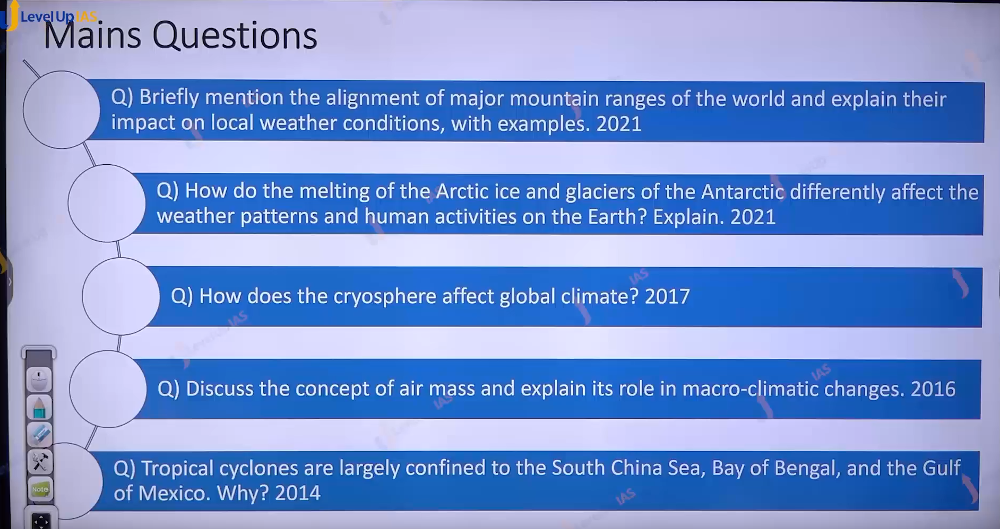 LevelUpIAS
Mains Questions
Q) Briefly mention the alignment of major mountain ranges of the world and explain their
impact on local weather conditions, with examples. 2021
Q) How do the melting of the Arctic ice and glaciers of the Antarctic differently affect the
weather patterns and human activities on the Earth? Explain. 2021
Q) How does the cryosphere affect global climate? 2017
Q) Discuss the concept of air mass and explain its role in macro-climatic changes. 2016
Q) Tropical cyclones are largely confined to the South China Sea, Bay of Bengal, and the Gulf
of Mexico. Why? 2014
Note
IAS
IAS
IAS
IAS
IAS